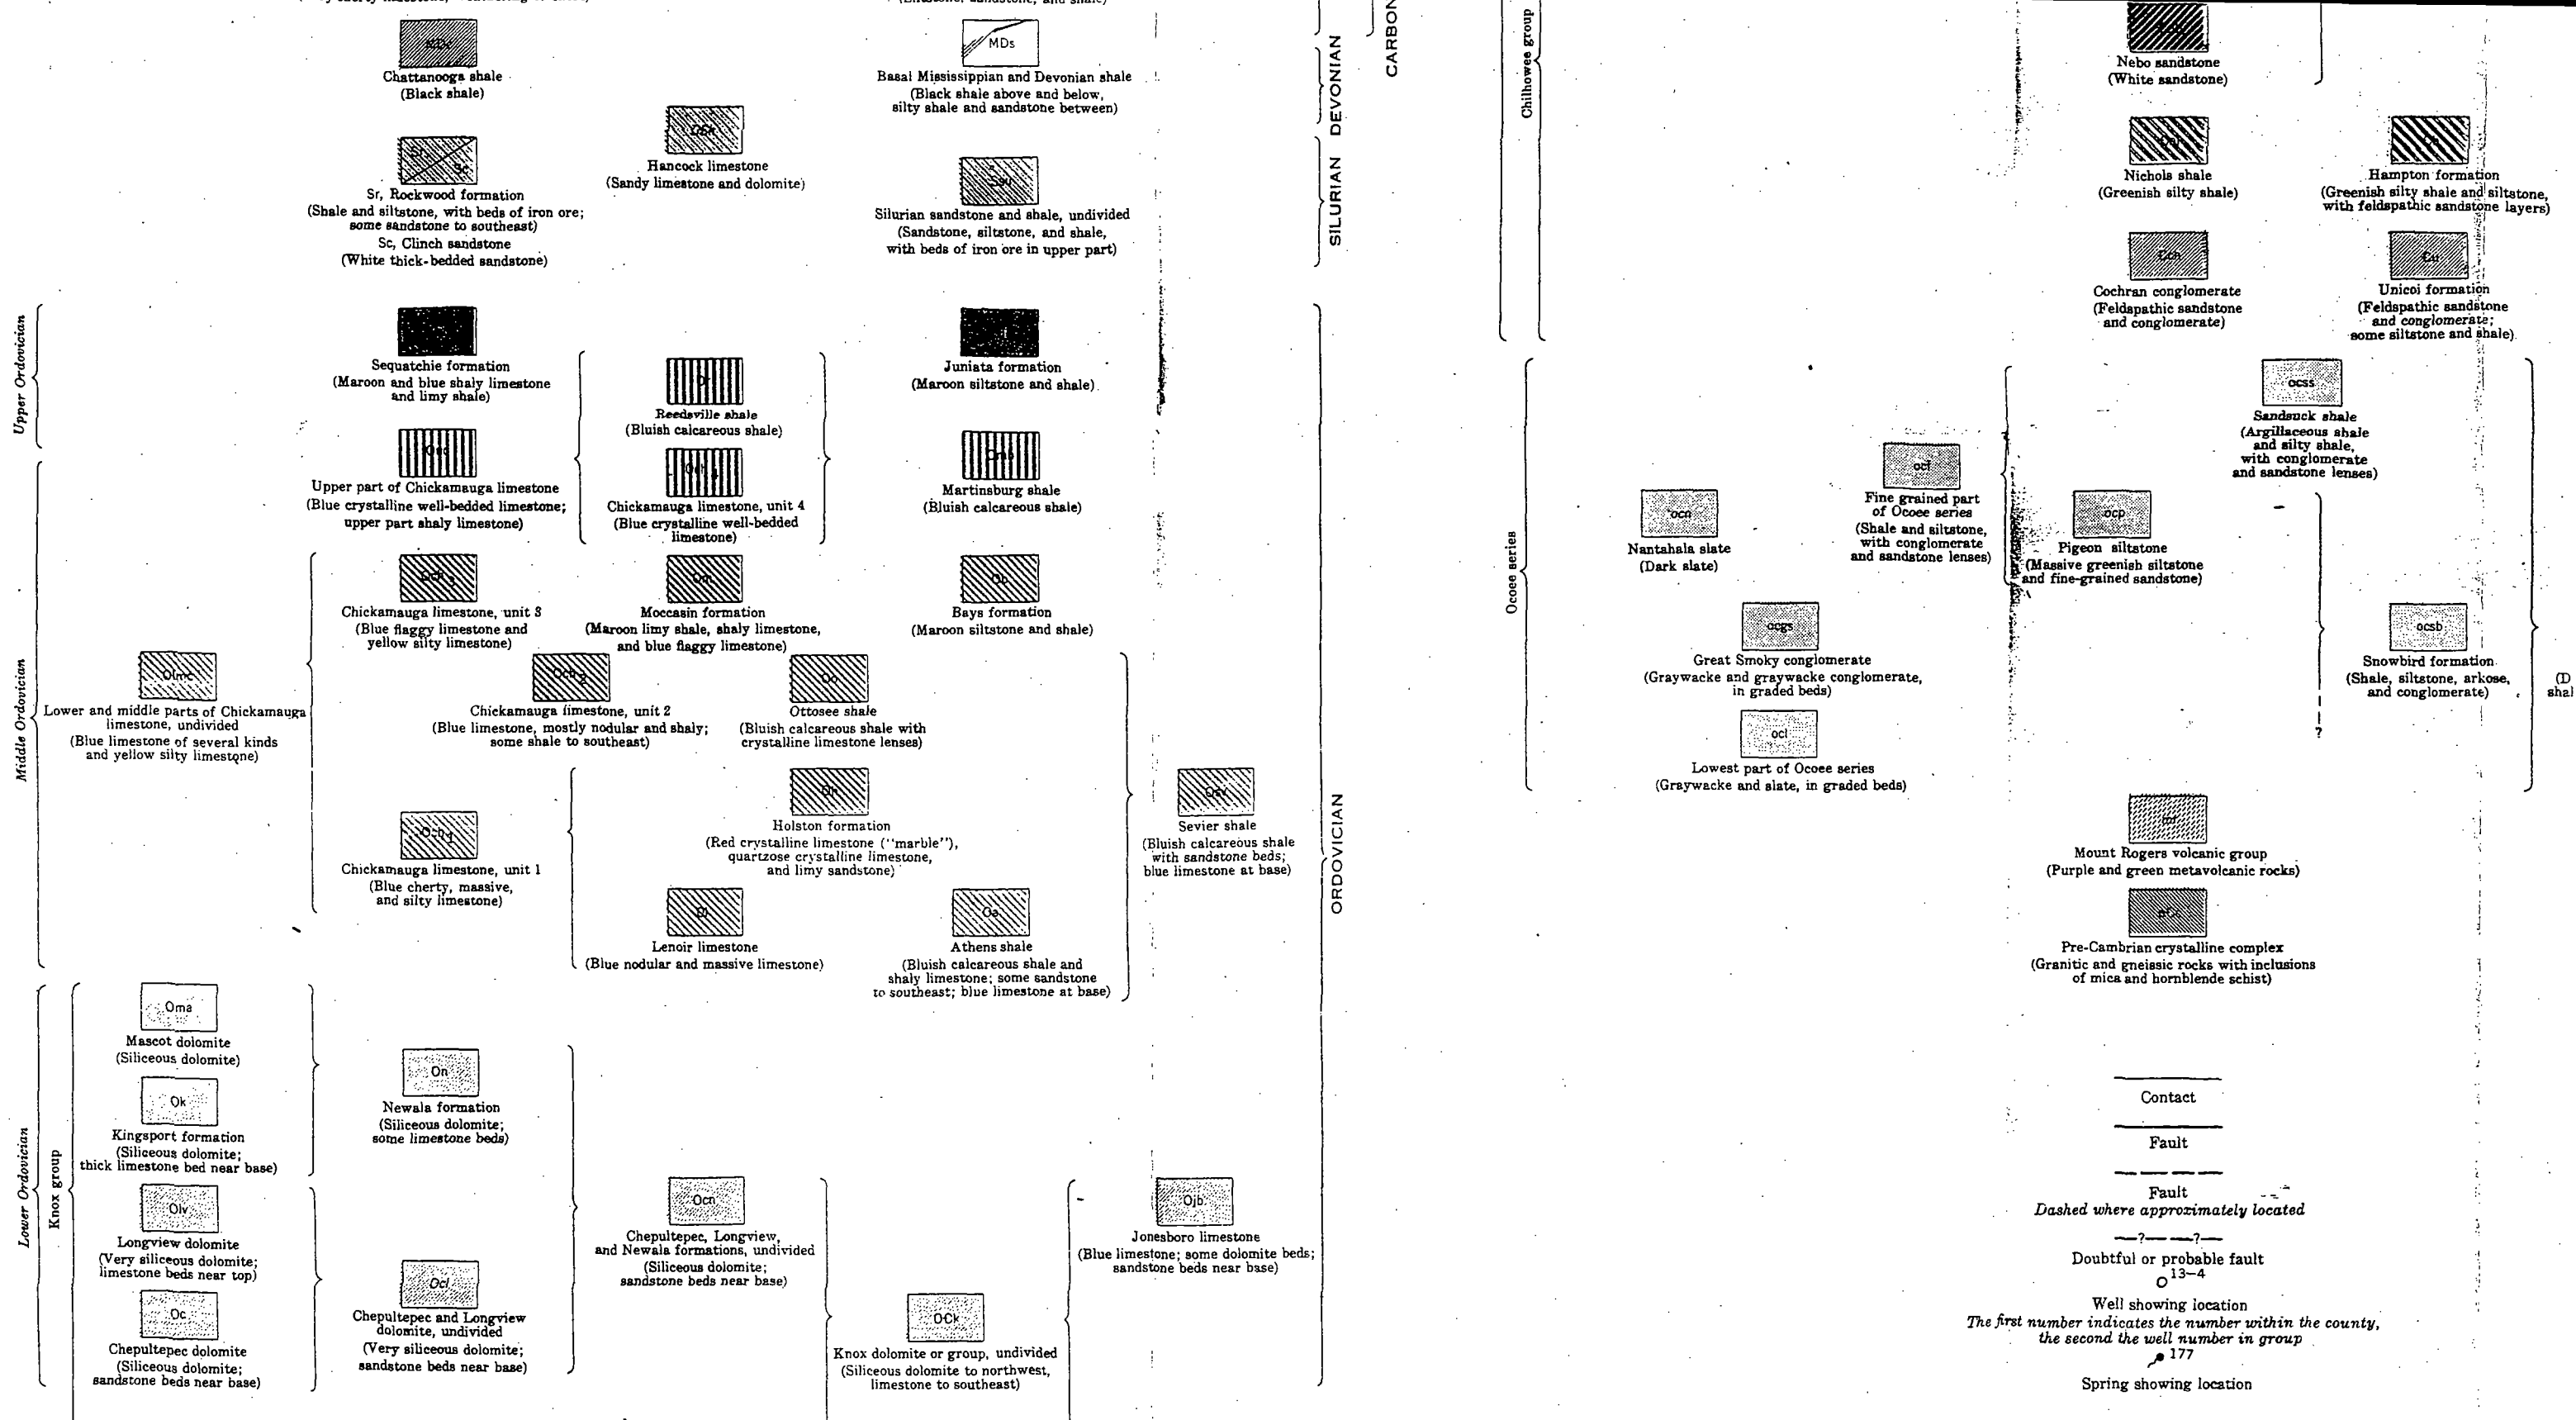 MDs
Chattanooga shale
(Black shale)
Basal Mississippian and Devonian shale
(Black shale above and below,
silty shale and sandstone between)
Hancock limestone
(Sandy limestone and dolomite)
Sr, Rockwood formation
(Shale and siltstone, with beds of iron ore;
some sandstone to southeast)
Sc, Clinch sandstone
(White thick-bedded sandstone)
Silurian sandstone and shale, undivided
(Sandstone, siltstone, and shale,
with beds of iron ore in upper part)
DEVONIAN
SILURIAN
Upper Ordovician
Sequatchie formation
(Maroon and blue shaly limestone
and limy shale)
Reedsville shale
(Bluish calcareous shale)
Juniata formation
(Maroon siltstone and shale)
Upper part of Chickamauga limestone
(Blue crystalline well-bedded limestone;
upper part shaly limestone)
Chickamauga limestone, unit 4
(Blue crystalline well-bedded
limestone)
Martinsburg shale
(Bluish calcareous shale)
Middle Ordovician
Chickamauga limestone, unit 3
(Blue flaggy limestone and
yellow silty limestone)
Moccasin formation
(Maroon limy shale, shaly limestone,
and blue flaggy limestone)
Bays formation
(Maroon siltstone and shale)
Olmc
Lower and middle parts of Chickamauga
limestone, undivided
(Blue limestone of several kinds
and yellow silty limestone)
Chickamauga limestone, unit 2
(Blue limestone, mostly nodular and shaly;
some shale to southeast)
Oo
Ottosee shale
(Bluish calcareous shale with
crystalline limestone lenses)
Oh
Holston formation
(Red crystalline limestone ("marble"),
quartzose crystalline limestone,
and limy sandstone)
Osv
Sevier shale
(Bluish calcareous shale
with sandstone beds;
blue limestone at base)
Chickamauga limestone, unit 1
(Blue cherty, massive,
and silty limestone)
Lenoir limestone
(Blue nodular and massive limestone)
Oa
Athens shale
(Bluish calcareous shale and
shaly limestone; some sandstone
to southeast; blue limestone at base)
ORDOVICIAN
Lower Ordovician
Knox group
Oma
Mascot dolomite
(Siliceous dolomite)
Ok
Kingsport formation
(Siliceous dolomite;
thick limestone bed near base)
On
Newala formation
(Siliceous dolomite;
some limestone beds)
Olv
Longview dolomite
(Very siliceous dolomite;
limestone beds near top)
Oc
Chepultepec dolomite
(Siliceous dolomite;
sandstone beds near base)
Ocl
Chepultepec and Longview
dolomite, undivided
(Very siliceous dolomite;
sandstone beds near base)
Ocn
Chepultepec, Longview,
and Newala formations, undivided
(Siliceous dolomite;
sandstone beds near base)
OЄk
Knox dolomite or group, undivided
(Siliceous dolomite to northwest,
limestone to southeast)
Ojb
Jonesboro limestone
(Blue limestone; some dolomite beds;
sandstone beds near base)
Chilhowee group
Nebo sandstone
(White sandstone)
Nichols shale
(Greenish silty shale)
Hampton formation
(Greenish silty shale and siltstone,
with feldspathic sandstone layers)
Cochran conglomerate
(Feldspathic sandstone
and conglomerate)
Unicoi formation
(Feldspathic sandstone
and conglomerate;
some siltstone and shale)
Ococee series
ocss
Sandsuck shale
(Argillaceous shale
and silty shale,
with conglomerate
and sandstone lenses)
ocf
Fine grained part
of Ocoee series
(Shale and siltstone,
with conglomerate
and sandstone lenses)
ocn
Nantahala slate
(Dark slate)
ocp
Pigeon siltstone
(Massive greenish siltstone
and fine-grained sandstone)
ocgs
Great Smoky conglomerate
(Graywacke and graywacke conglomerate,
in graded beds)
ocsb
Snowbird formation
(Shale, siltstone, arkose,
and conglomerate)
ocl
Lowest part of Ocoee series
(Graywacke and slate, in graded beds)
?
Mount Rogers volcanic group
(Purple and green metavolcanic rocks)
Pre-Cambrian crystalline complex
(Granitic and gneissic rocks with inclusions
of mica and hornblende schist)
Contact
Fault
Fault
Dashed where approximately located
? ?
Doubtful or probable fault
13-4
Well showing location
The first number indicates the number within the county,
the second the well number in group
177
Spring showing location